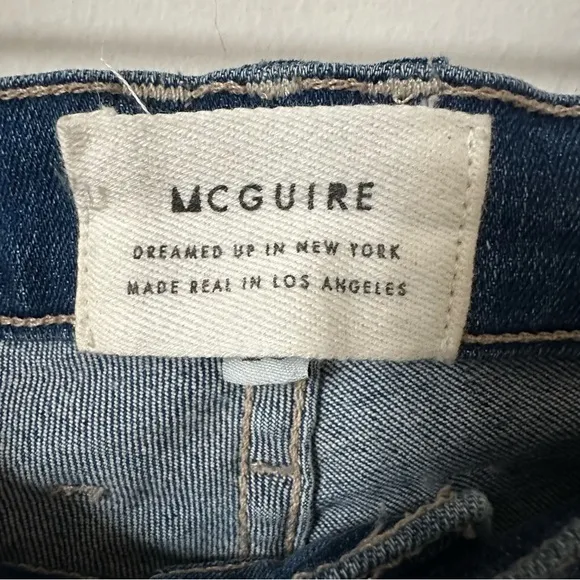 MCGUIRE
DREAMED UP IN NEW YORK
MADE REAL IN LOS ANGELES